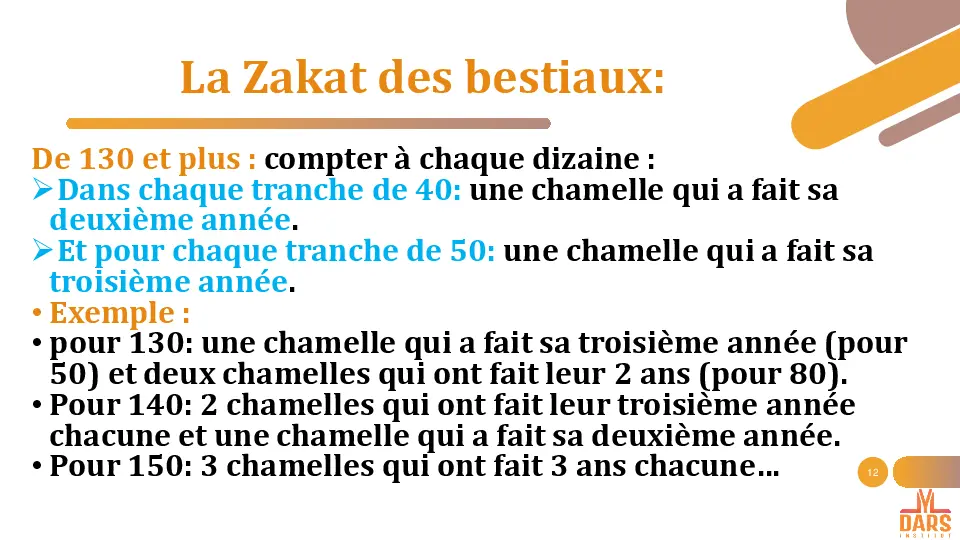 La Zakat des bestiaux:
De 130 et plus : compter à chaque dizaine :
➢Dans chaque tranche de 40: une chamelle qui a fait sa
deuxième année.
➢Et pour chaque tranche de 50: une chamelle qui a fait sa
troisième année.
• Exemple :
• pour 130: une chamelle qui a fait sa troisième année (pour
50) et deux chamelles qui ont fait leur 2 ans (pour 80).
• Pour 140: 2 chamelles qui ont fait leur troisième année
chacune et une chamelle qui a fait sa deuxième année.
• Pour 150: 3 chamelles qui ont fait 3 ans chacune…
12
DARS
INSTITUT